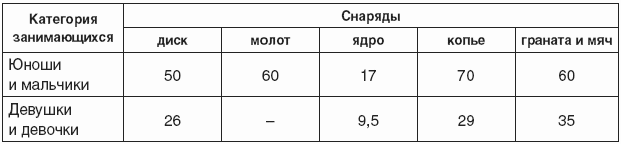 Категория занимающихся Снаряды
диск молот ядро копье граната и мяч
Юноши и мальчики 50 60 17 70 60
Девушки и девочки 26 – 9,5 29 35